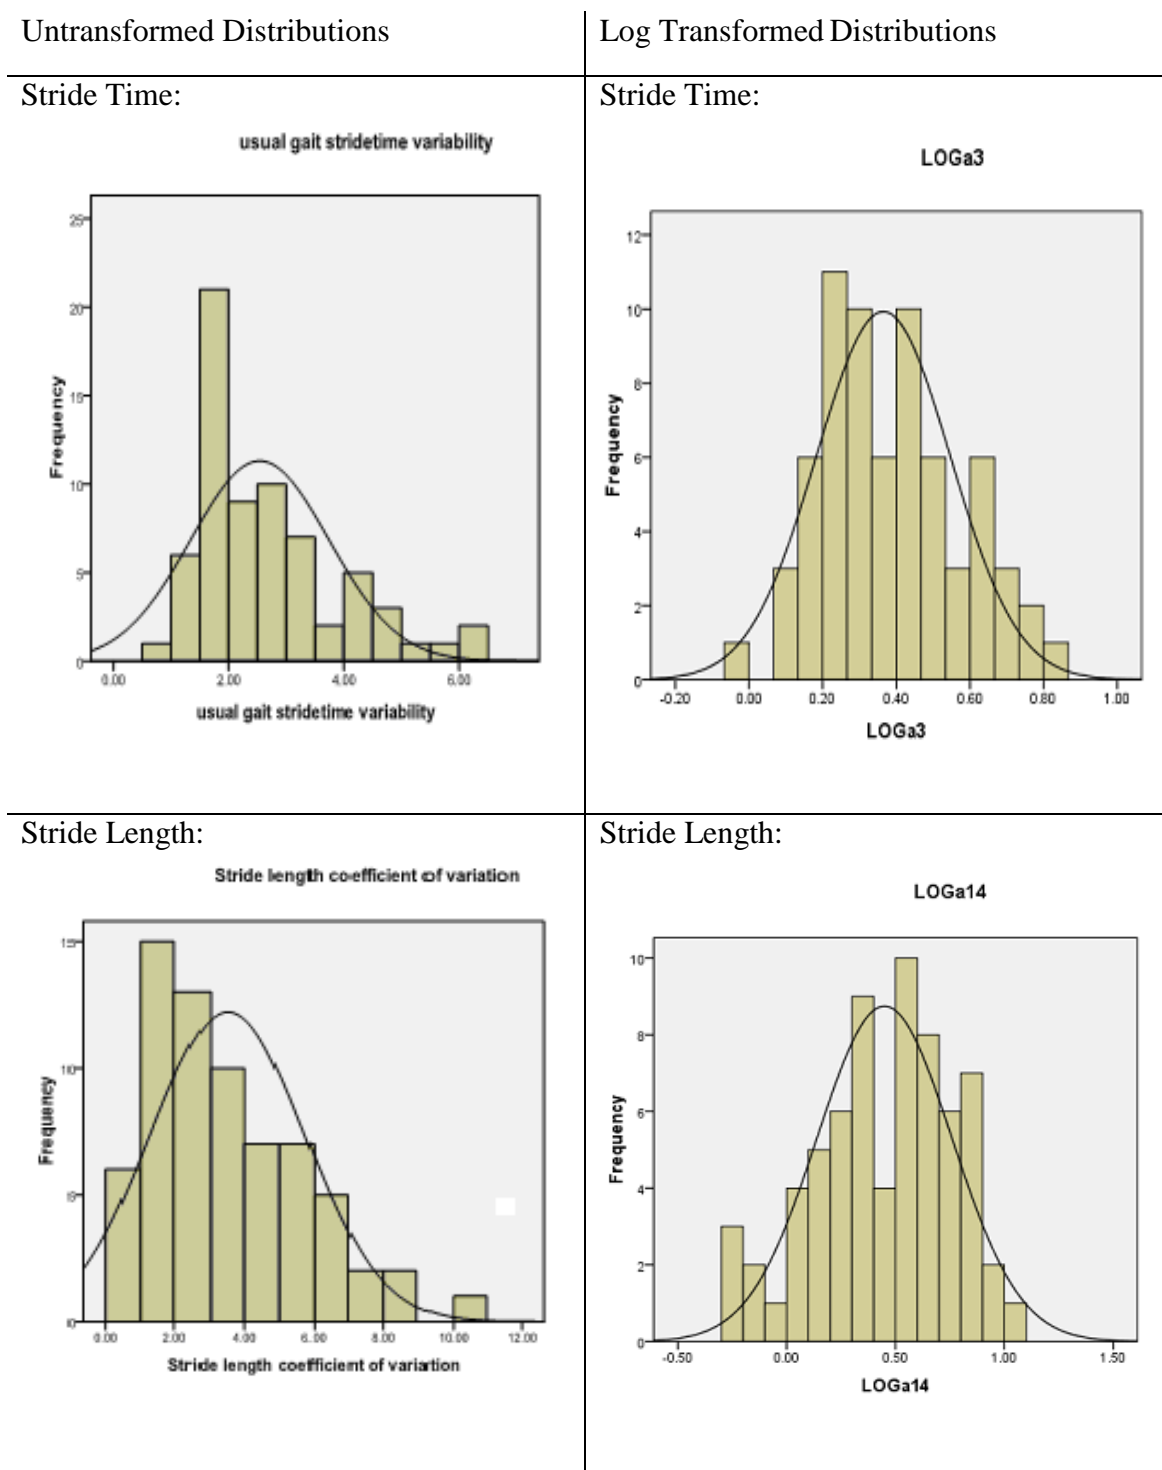 Untransformed Distributions
Log Transformed Distributions
Stride Time:
usual gait stridetime variability
25
20
15
10
5
0
Frequency
0.00 2.00 4.00 6.00
usual gait stridetime variability
Stride Time:
LOGa3
12
10
8
6
4
2
0
Frequency
-0.20 0.00 0.20 0.40 0.60 0.80 1.00
LOGa3
Stride Length:
Stride length coefficient of variation
15
10
5
0
Frequency
0.00 2.00 4.00 6.00 8.00 10.00 12.00
Stride length coefficient of variation
Stride Length:
LOGa14
10
8
6
4
2
0
Frequency
-0.50 0.00 0.50 1.00 1.50
LOGa14